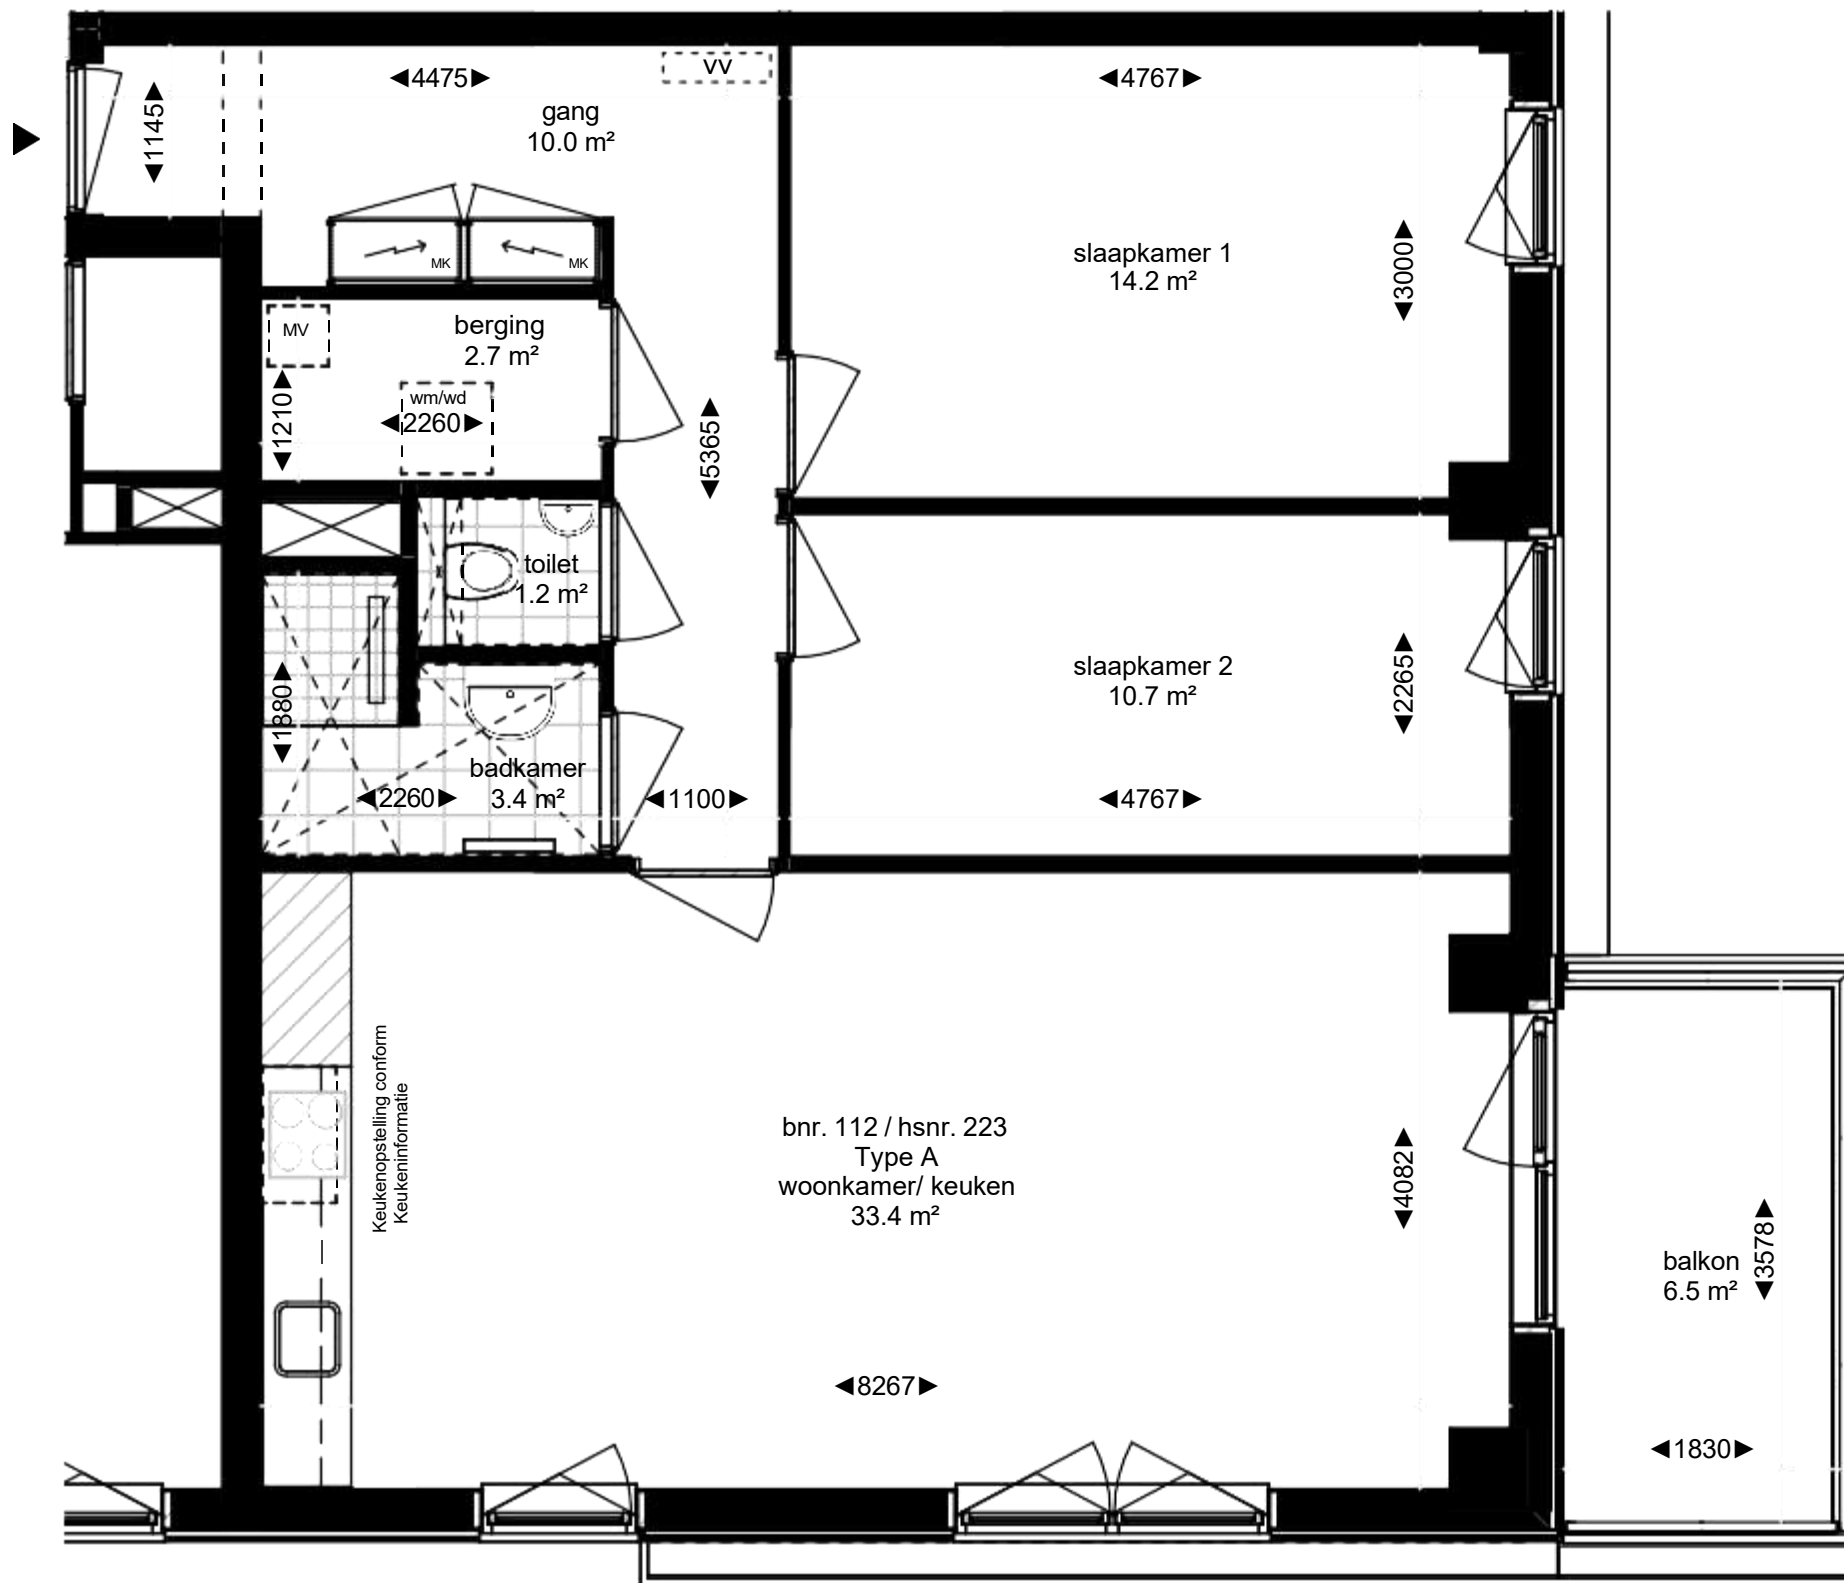 VV
4475
4767
gang
10.0 m²
1145
MK
MK
slaapkamer 1
14.2 m²
3000
MV
berging
2.7 m²
wm/wd
2260
1210
5365
toilet
1.2 m²
slaapkamer 2
10.7 m²
2265
1880
badkamer
3.4 m²
2260
1100
4767
Keukenopstelling conform
Keukeninformatie
bnr. 112 / hsnr. 223
Type A
woonkamer/ keuken
33.4 m²
4082
balkon
6.5 m²
3578
8267
1830